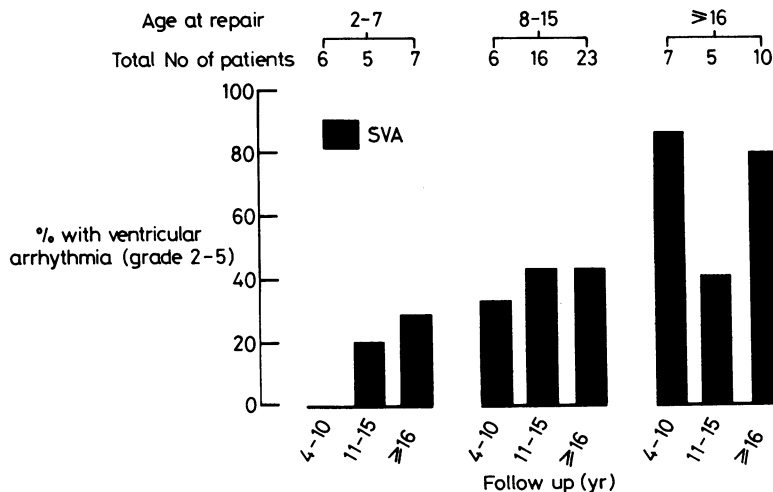 Age at repair 2-7 8-15 ⩾16
Total No of patients 6 5 7 6 16 23 7 5 10
100
SVA
80
60
% with ventricular
arrhythmia (grade 2-5)
40
20
0
4-10 11-15 ⩾16 4-10 11-15 ⩾16 4-10 11-15 ⩾16
Follow up (yr)